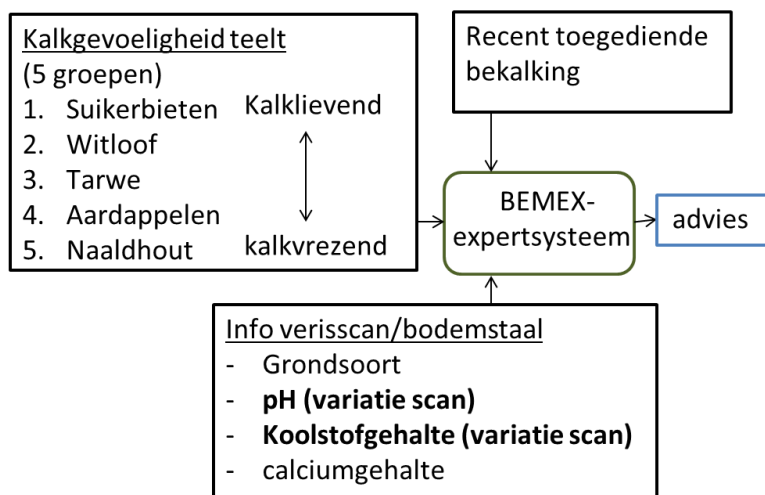 Kalkgevoeligheid teelt
(5 groepen)
1. Suikerbieten
2. Witloof
3. Tarwe
4. Aardappelen
5. Naaldhout
Kalklievend
kalkvrezend
Recent toegediende
bekalking
BEMEX-
expertsysteem
advies
Info verisscan/bodemstaal
- Grondsoort
- pH (variatie scan)
- Koolstofgehalte (variatie scan)
- calciumgehalte